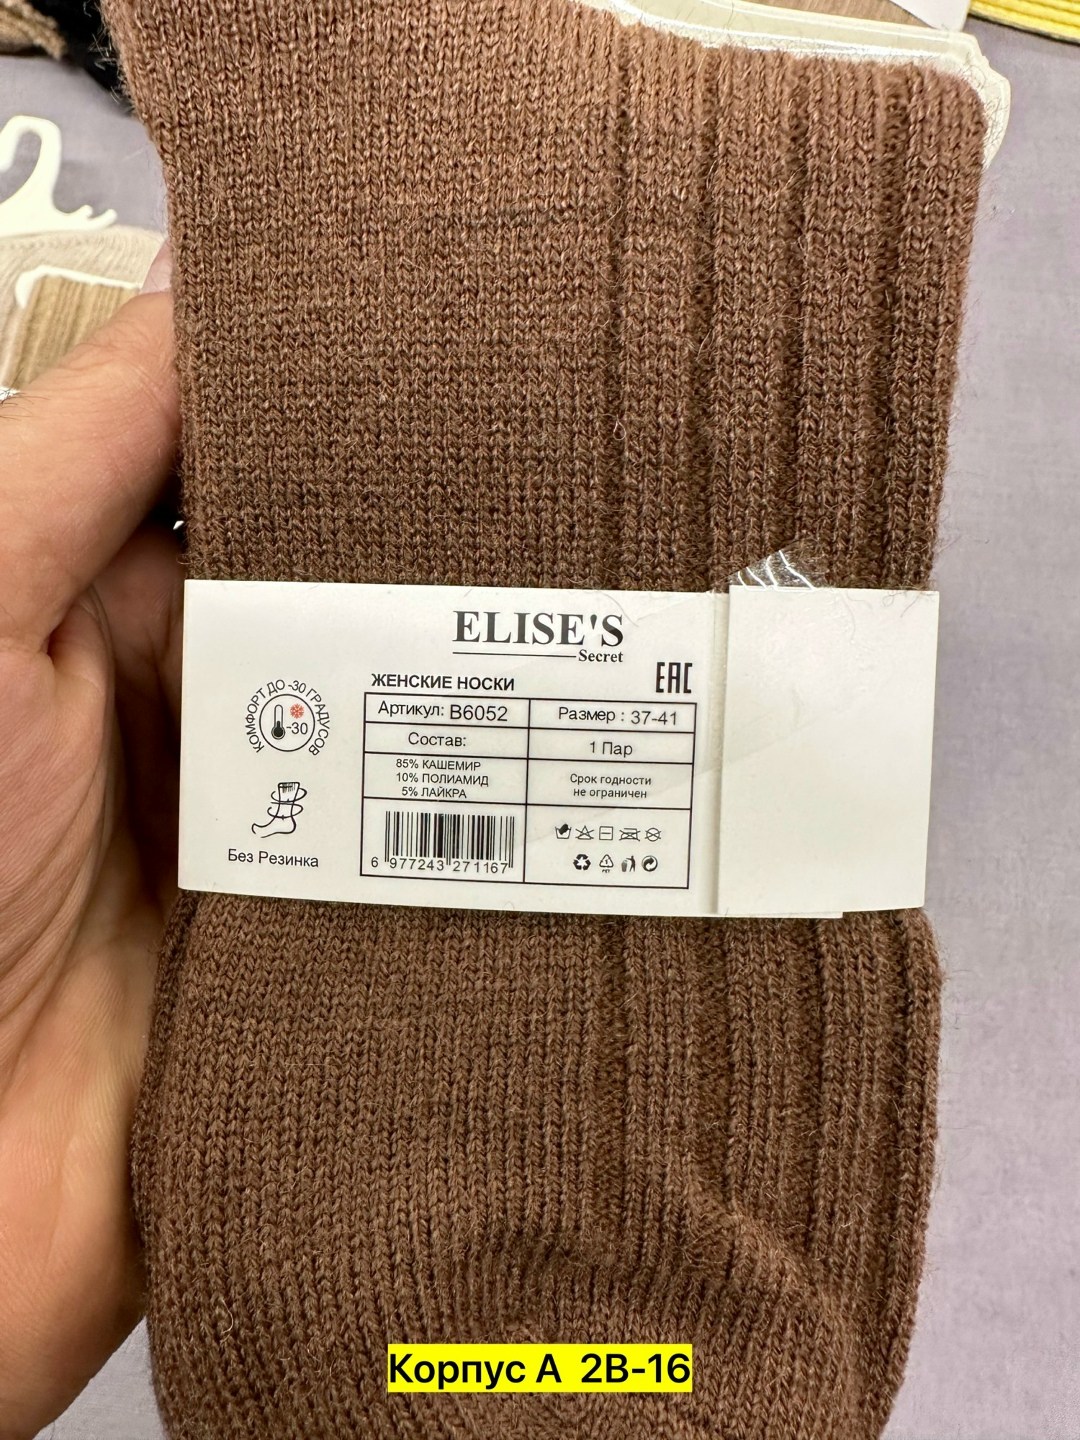 ELISE'S
Secret
ЖЕНСКИЕ НОСКИ
EAC
КОМФОРТ ДО -30 ГРАДУСОВ
-30
Без Резинка
Артикул: B6052
Размер : 37-41
Состав:
1 Пар
85% КАШЕМИР
10% ПОЛИАМИД
5% ЛАЙКРА
Срок годности
не ограничен
6 977243 271167
Корпус А 2В-16